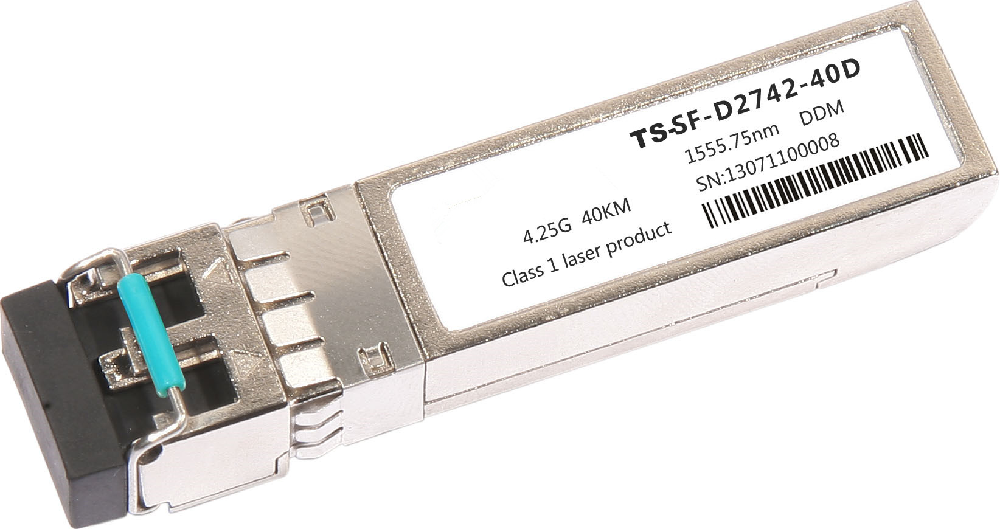 TS-SF-D2742-40D
1555.75nm DDM
SN:13071100008
4.25G 40KM
Class 1 laser product